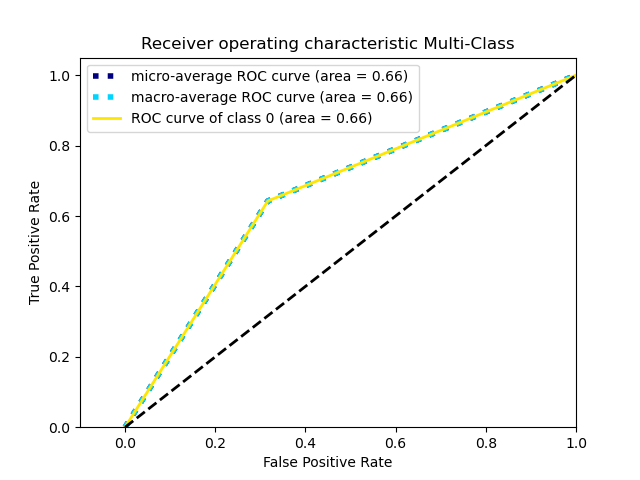 Receiver operating characteristic Multi-Class
micro-average ROC curve (area = 0.66)
macro-average ROC curve (area = 0.66)
ROC curve of class 0 (area = 0.66)
True Positive Rate
1.0
0.8
0.6
0.4
0.2
0.0
0.0 0.2 0.4 0.6 0.8 1.0
False Positive Rate